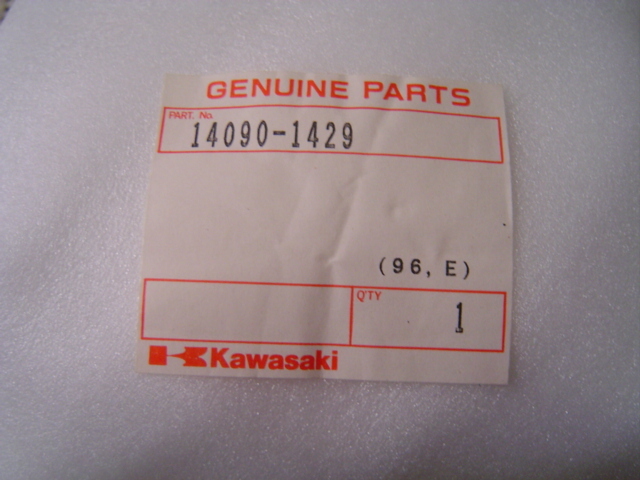 GENUINE PARTS
PART. No.
14090-1429
(96, E)
Q'TY
1
Kawasaki